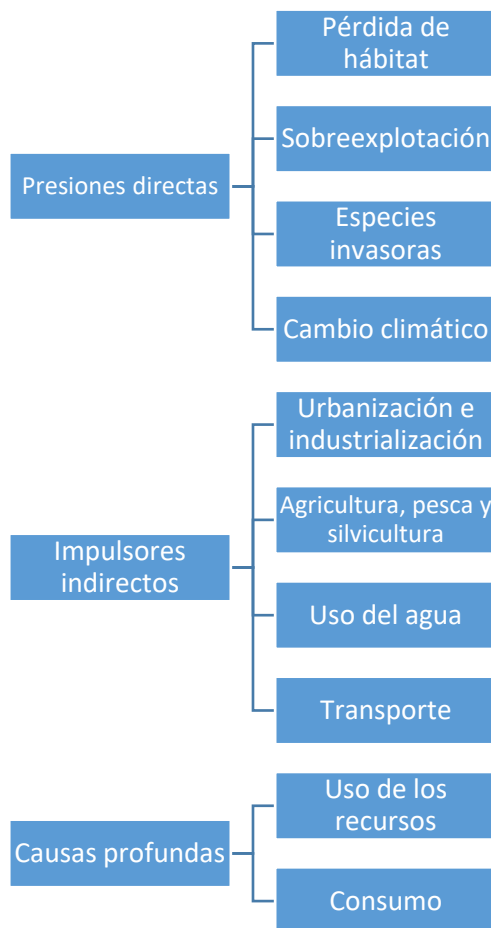 Presiones directas
Pérdida de
hábitat
Sobreexplotación
Especies
invasoras
Cambio climático
Impulsores
indirectos
Urbanización e
industrialización
Agricultura, pesca y
silvicultura
Uso del agua
Transporte
Causas profundas
Uso de los
recursos
Consumo